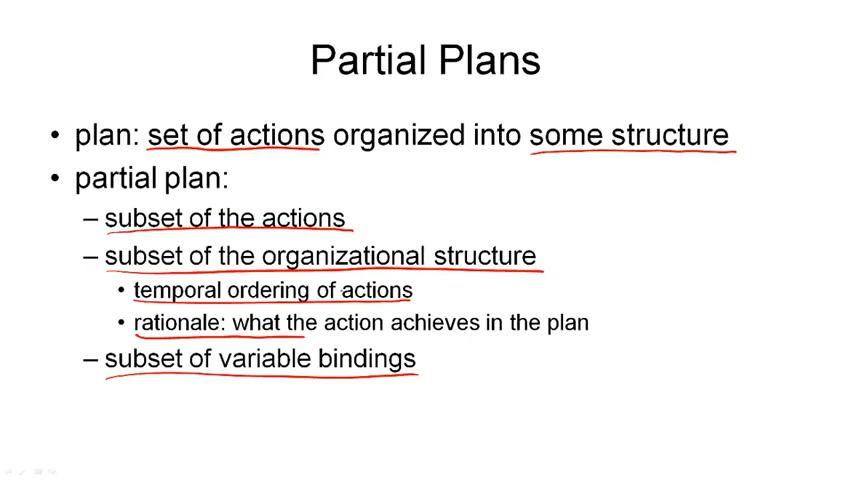 Partial Plans
• plan: set of actions organized into some structure
• partial plan:
– subset of the actions
– subset of the organizational structure
• temporal ordering of actions
• rationale: what the action achieves in the plan
– subset of variable bindings